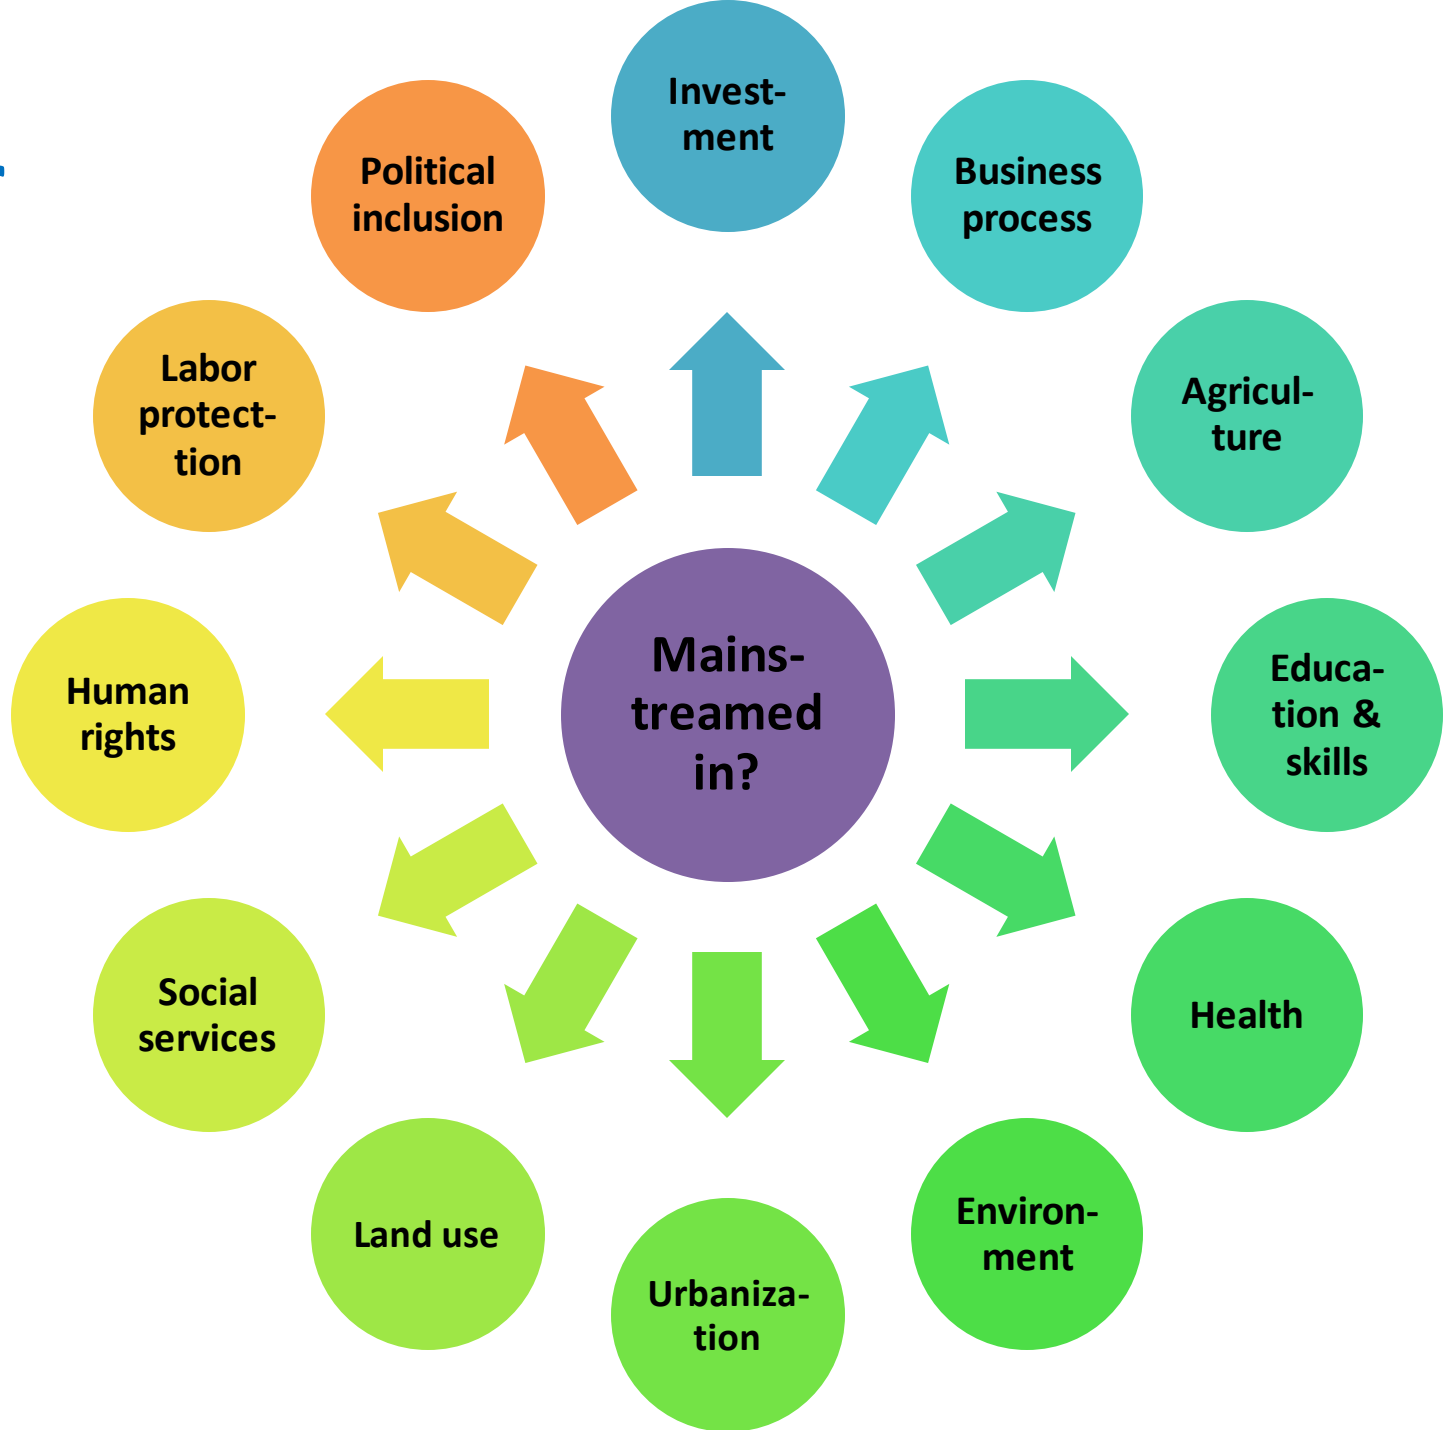 Invest-
ment
Business
process
Agricul-
ture
Educa-
tion &
skills
Health
Environ-
ment
Urbaniza-
tion
Land use
Social
services
Human
rights
Labor
protect-
tion
Political
inclusion
Mains-
treamed
in?